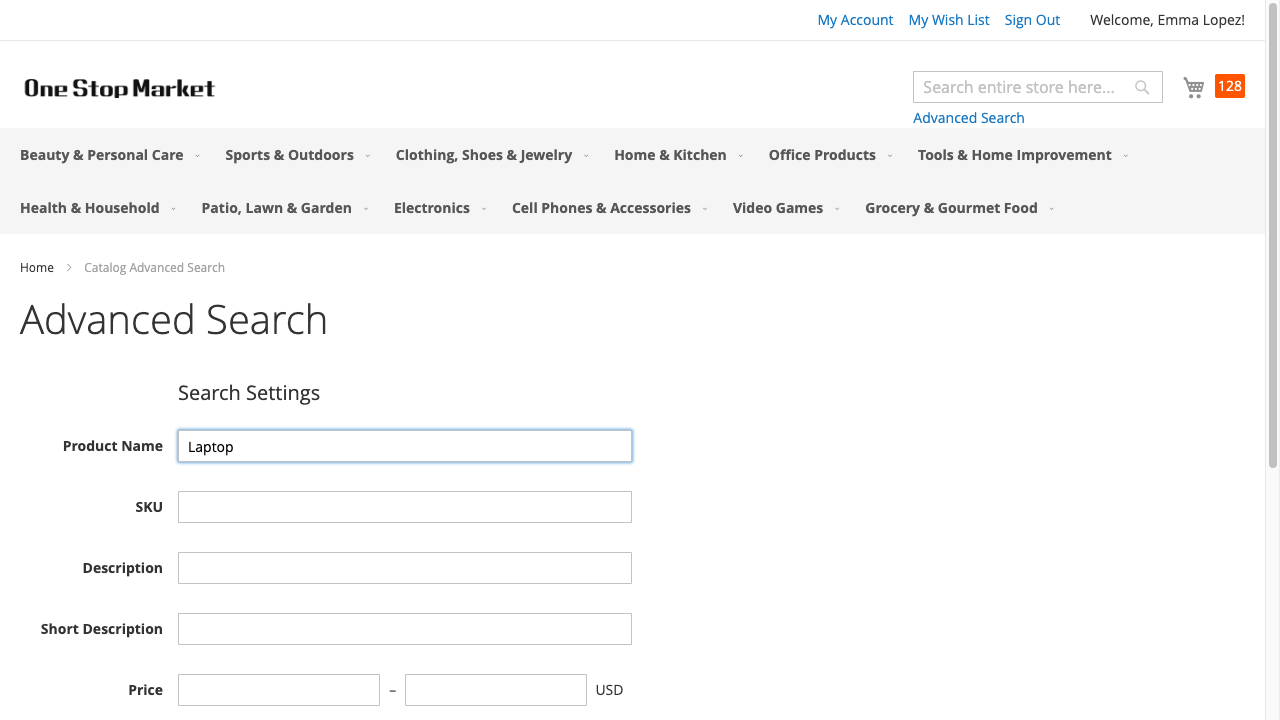 My Account My Wish List Sign Out Welcome, Emma Lopez!
One Stop Market
Search entire store here...
128
Advanced Search
Beauty & Personal Care Sports & Outdoors Clothing, Shoes & Jewelry Home & Kitchen Office Products Tools & Home Improvement
Health & Household Patio, Lawn & Garden Electronics Cell Phones & Accessories Video Games Grocery & Gourmet Food
Home Catalog Advanced Search
Advanced Search
Search Settings
Product Name Laptop
SKU
Description
Short Description
Price – USD